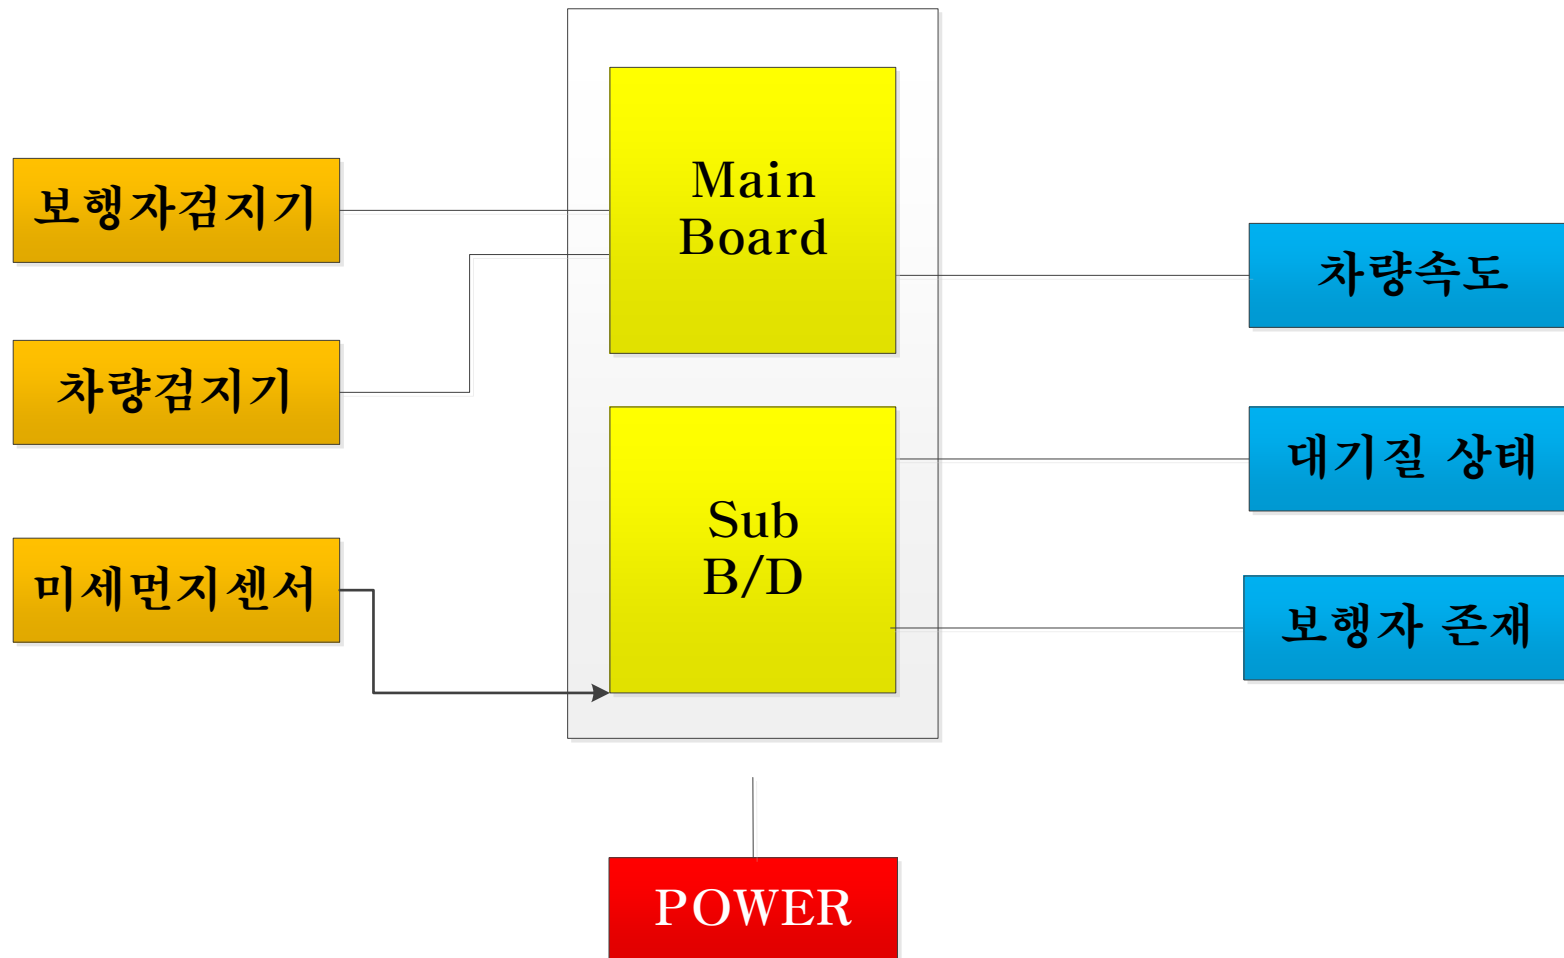 보행자검지기
차량검지기
미세먼지센서
Main
Board
Sub
B/D
차량속도
대기질 상태
보행자 존재
POWER